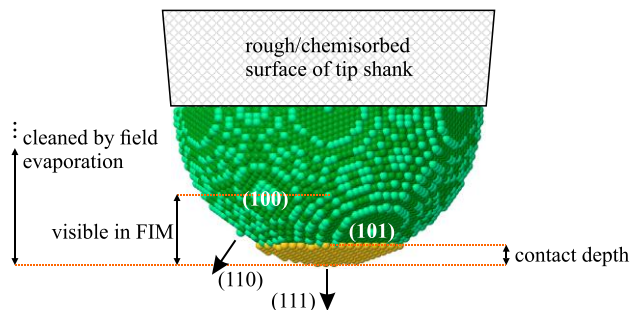 rough/chemisorbed
surface of tip shank
⋮ cleaned by field
evaporation
(100)
visible in FIM
(101)
contact depth
(110)
(111)